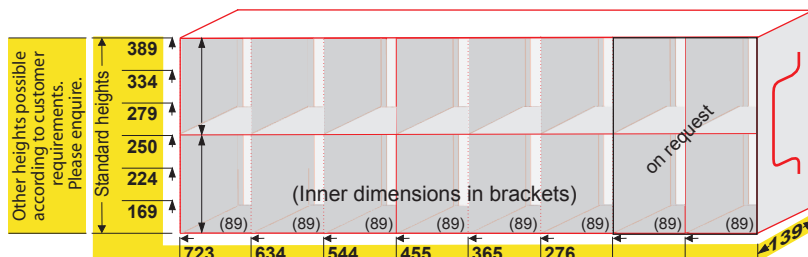 Other heights possible
according to customer
requirements.
Please enquire.
Standard heights
389
334
279
250
224
169
on request
(Inner dimensions in brackets)
(89) (89) (89) (89) (89) (89) (89) (89)
723 634 544 455 365 276
139